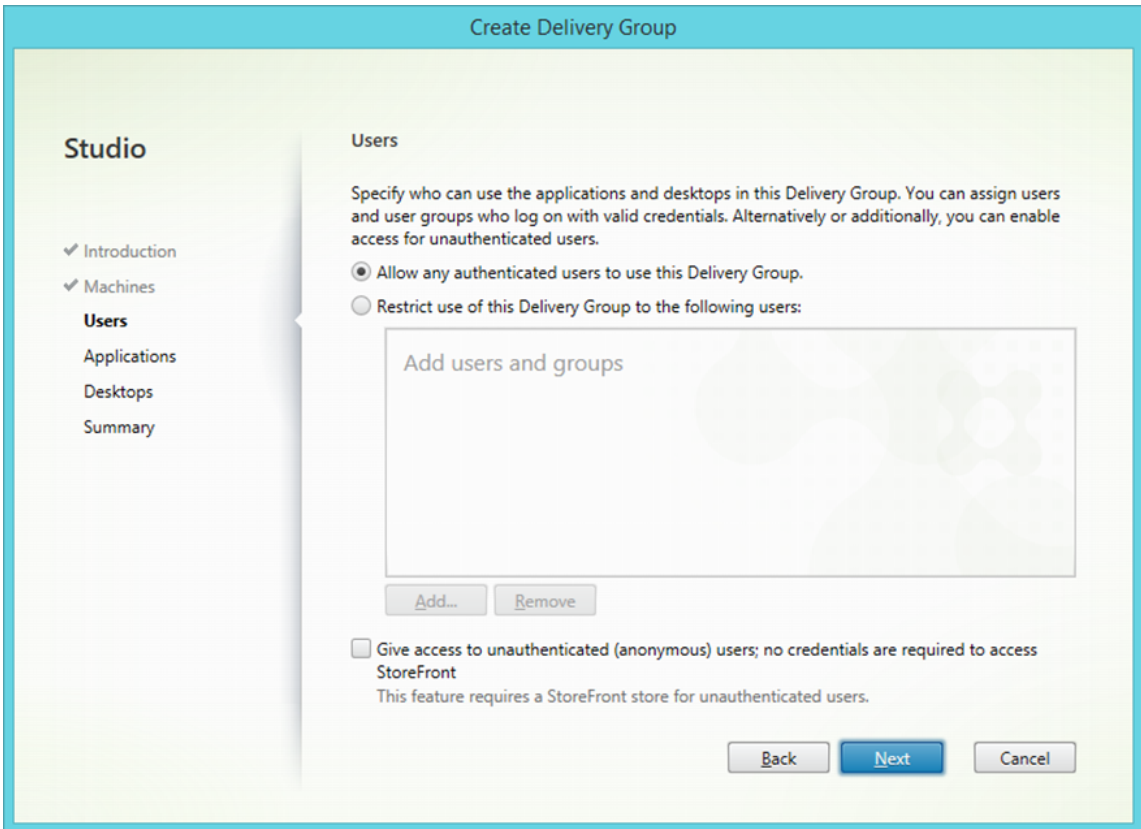 Create Delivery Group
Studio
Introduction
Machines
Users
Applications
Desktops
Summary
Users
Specify who can use the applications and desktops in this Delivery Group. You can assign users
and user groups who log on with valid credentials. Alternatively or additionally, you can enable
access for unauthenticated users.
Allow any authenticated users to use this Delivery Group.
Restrict use of this Delivery Group to the following users:
Add users and groups
Add... Remove
Give access to unauthenticated (anonymous) users; no credentials are required to access
StoreFront
This feature requires a StoreFront store for unauthenticated users.
Back Next Cancel